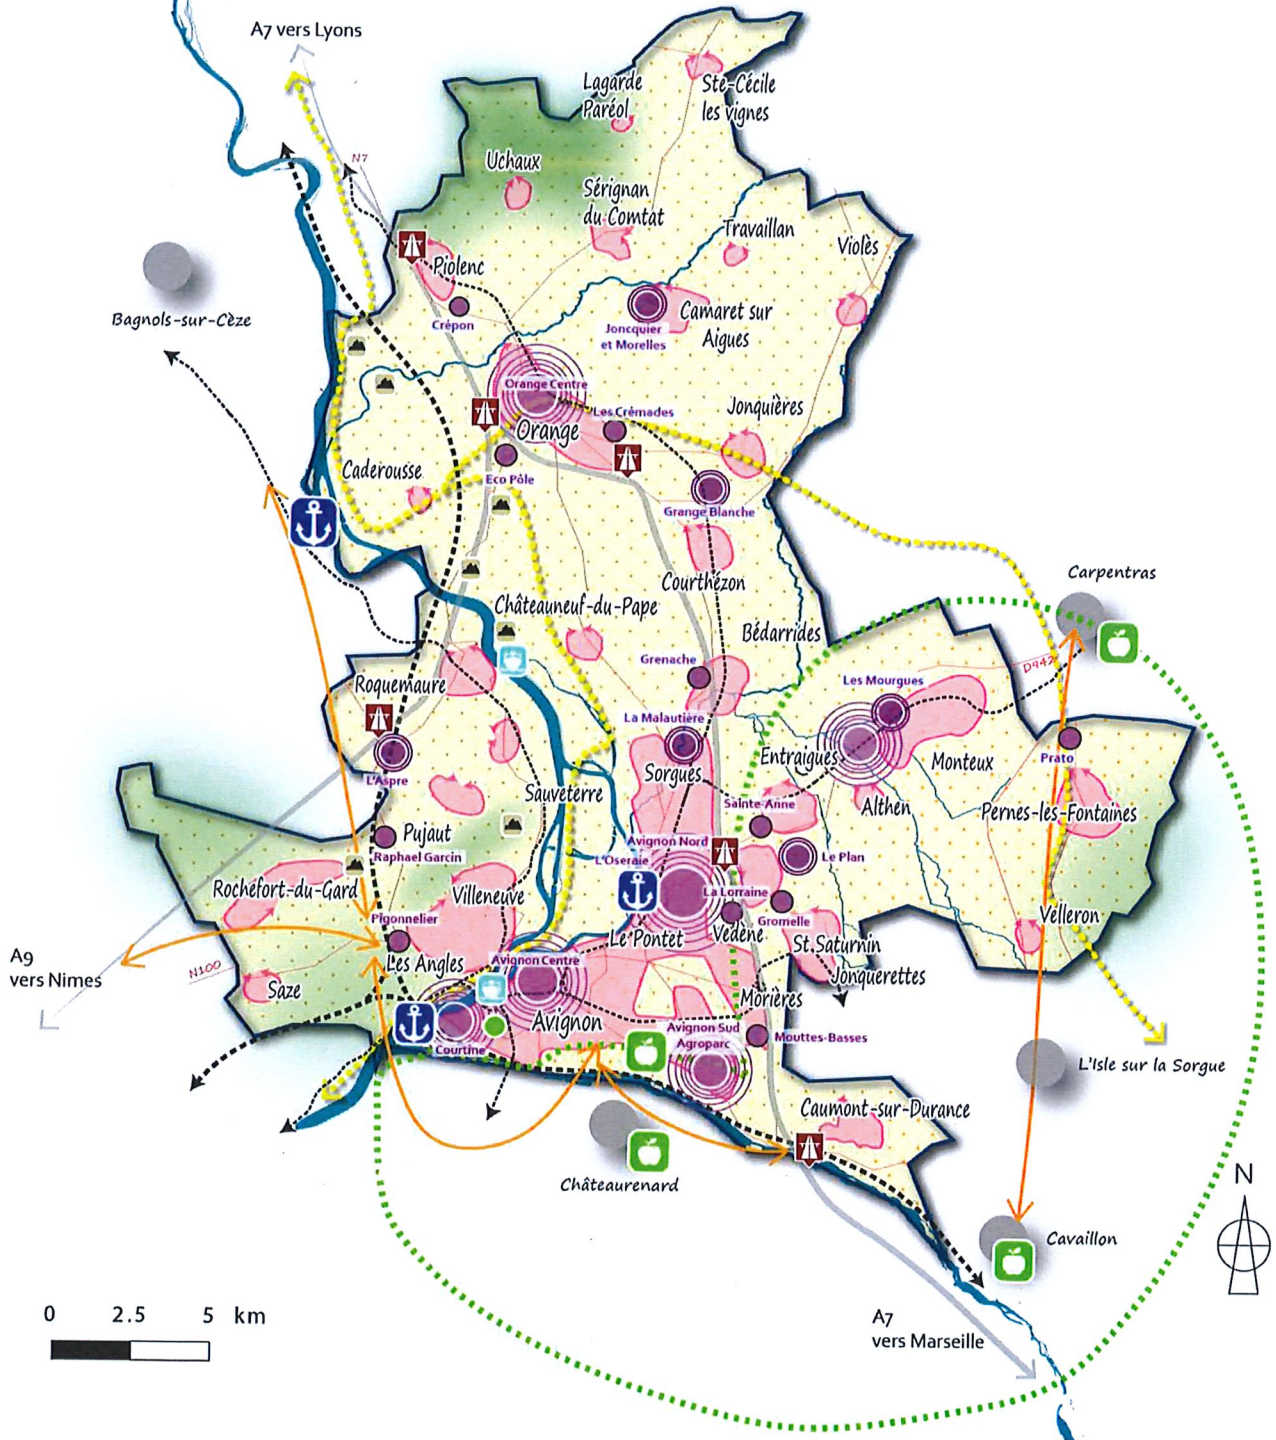 A7 vers Lyons
Lagarde
Paréol
Ste-Cécile
les vignes
N7
Uchaux
Sérignan
du Comtat
Travaillan
Violès
Piolenc
Bagnols-sur-Cèze
Crépon
Joncquier
et Morelles
Camaret sur
Aigues
Orange Centre
Les Crémades
Jonquières
Orange
Caderousse
Eco Pôle
Grange Blanche
Courthézon
Carpentras
Châteauneuf-du-Pape
Bédarrides
Grenache
D942
Roquemaure
Les Mourgues
La Malautière
L'Aspre
Sorgues
Entraigues
Monteux
Prato
Sauveterre
Sainte-Anne
Althen
Pernes-les-Fontaines
Pujaut
Raphael Garcin
Avignon Nord
L'Oseraie
Le Plan
Rochefort-du-Gard
Villeneuve
La Lorraine
Gromelle
Pigonnelier
Velleron
Le Pontet
Vedène
St.Saturnin
A9
vers Nimes
N100
Les Angles
Avignon Centre
Jonquerettes
Saze
Morières
Avignon
Avignon Sud
Agroparc
Mouttes-Basses
Courtine
L'Isle sur la Sorgue
Caumont-sur-Durance
Châteaurenard
N
Cavaillon
0 2.5 5 km
A7
vers Marseille